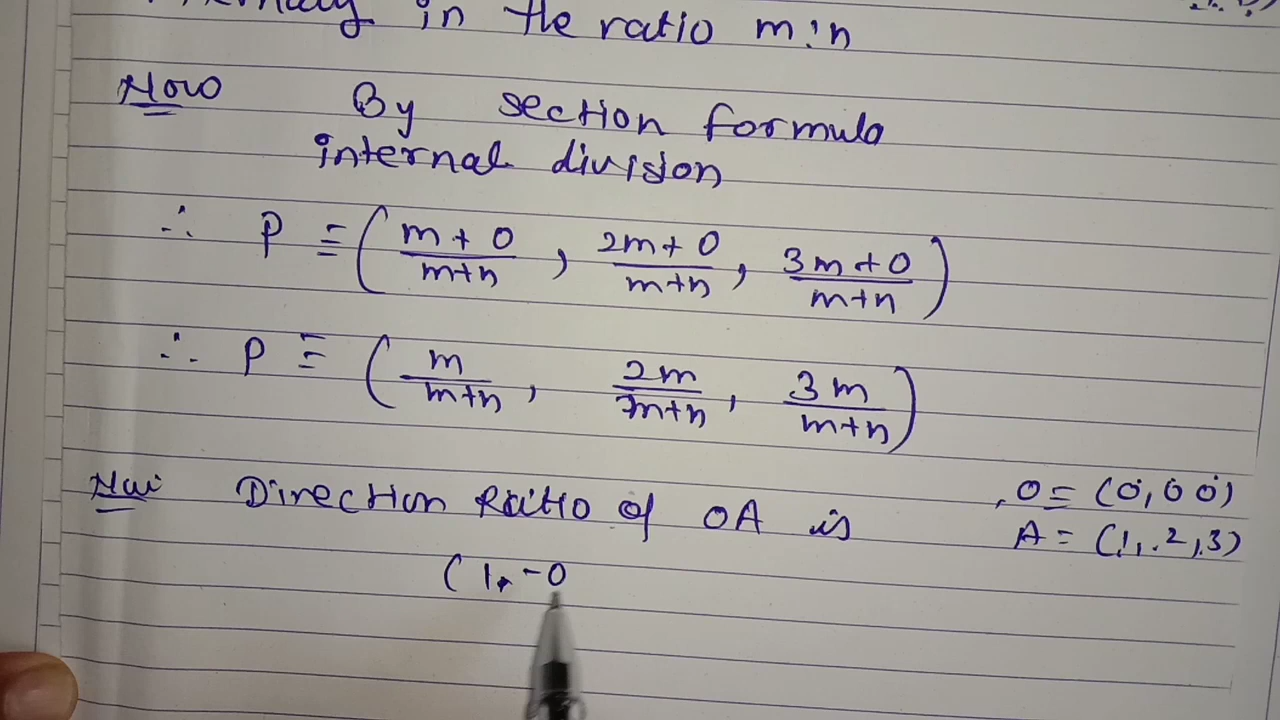 in the ratio m:n
Now By section formula
internal division
∴ P ≡ ( m+0/m+n , 2m+0/m+n , 3m+0/m+n )
∴ P ≡ ( m/m+n , 2m/m+n , 3m/m+n )
Direction Ratio of OA is
O ≡ (0, 0 0)
A = (1, 2, 3)
(1, -0